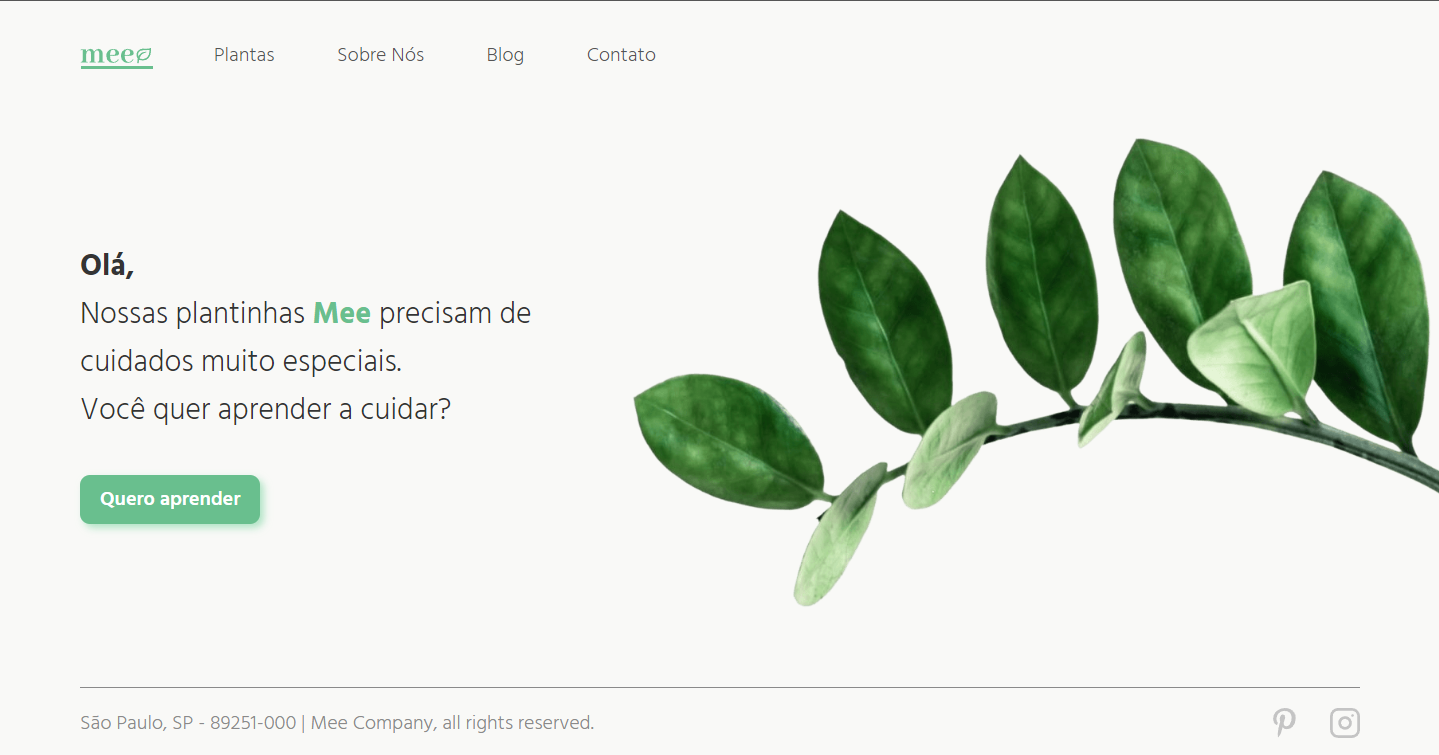 mee
Plantas
Sobre Nós
Blog
Contato
Olá,
Nossas plantinhas Mee precisam de
cuidados muito especiais.
Você quer aprender a cuidar?
Quero aprender
São Paulo, SP - 89251-000 | Mee Company, all rights reserved.